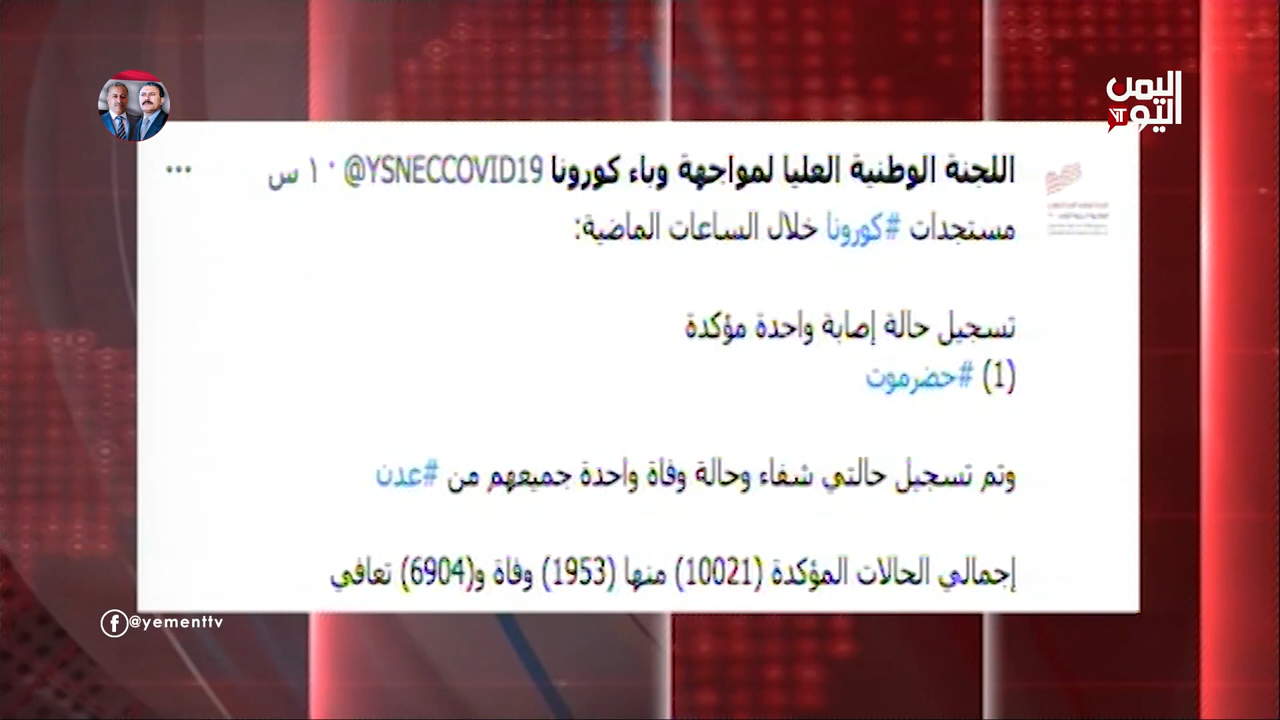 اليمن
اليوم
اللجنة الوطنية العليا لمواجهة وباء كورونا @YSNECCOVID19 · ١٠ س
مستجدات #كورونا خلال الساعات الماضية:
تسجيل حالة إصابة واحدة مؤكدة
(1) #حضرموت
وتم تسجيل حالتي شفاء وحالة وفاة واحدة جميعهم من #عدن
إجمالي الحالات المؤكدة (10021) منها (1953) وفاة و(6904) تعافي
@yementtv